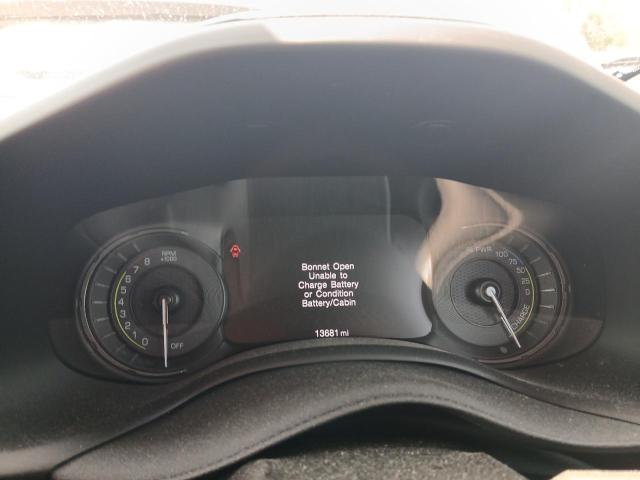 RPM
x1000
8
7
6
5
4
3
2
1
0
OFF
Bonnet Open
Unable to
Charge Battery
or Condition
Battery/Cabin
13681 mi
% PWR
100
75
50
25
0
CHARGE